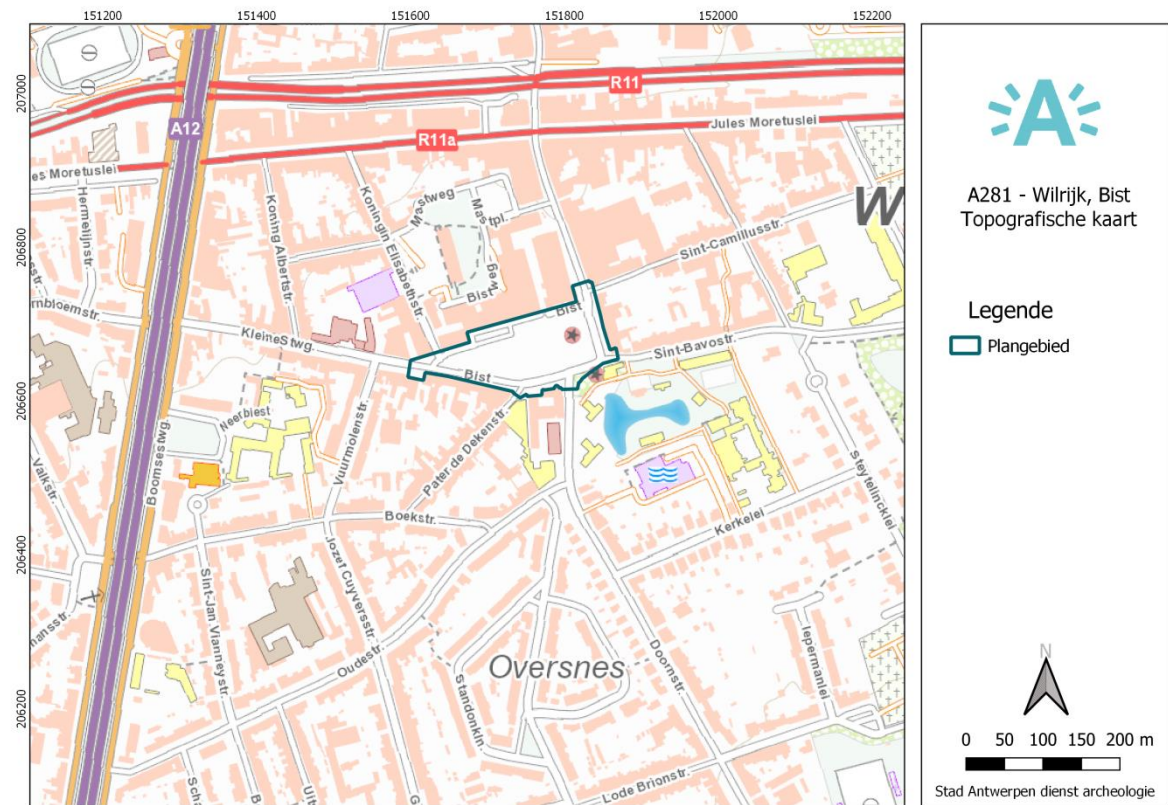 151200 151400 151600 151800 152000 152200
207000
206800
206600
206400
206200
R11
A12
R11a
Jules Moretuslei
es Moretuslei
Hermelijnstr.
Koning Albertstr.
Koningin Elisabethstr.
Mastweg
Mastpl.
Mastweg
Bist
W
Sint-Camillusstr.
Bist
Kleine Stwg.
Bist
Sint-Bavostr.
Neerbiest
Vuurmolenstr.
Pater de Dekenstr.
Boomsestwg.
Valkstr.
Boekstr.
Steytelincklei
Kerkelei
Sint-Jan Vianneystr.
Jozef Cuyversstr.
Oudestr.
Standonkln.
Oversnes
Doornstr.
Iepermanlei
Lode Brionstr.
A
A281 - Wilrijk, Bist
Topografische kaart
Legende
Plangebied
N
0 50 100 150 200 m
Stad Antwerpen dienst archeologie